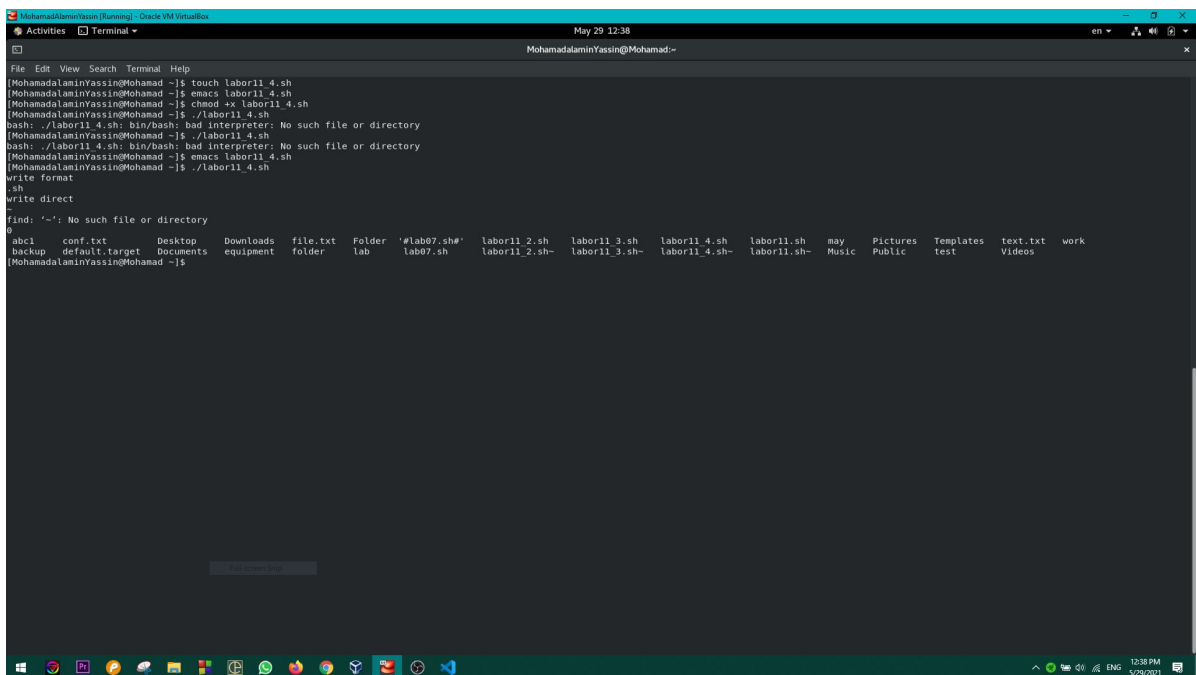 MohamadAlaminYassin [Running] - Oracle VM VirtualBox
Activities Terminal May 29 12:38 en
MohamadalaminYassin@Mohamad:~
File Edit View Search Terminal Help
[MohamadalaminYassin@Mohamad ~]$ touch labor11_4.sh
[MohamadalaminYassin@Mohamad ~]$ emacs labor11_4.sh
[MohamadalaminYassin@Mohamad ~]$ chmod +x labor11_4.sh
[MohamadalaminYassin@Mohamad ~]$ ./labor11_4.sh
bash: ./labor11_4.sh: bin/bash: bad interpreter: No such file or directory
[MohamadalaminYassin@Mohamad ~]$ ./labor11_4.sh
bash: ./labor11_4.sh: bin/bash: bad interpreter: No such file or directory
[MohamadalaminYassin@Mohamad ~]$ emacs labor11_4.sh
[MohamadalaminYassin@Mohamad ~]$ ./labor11_4.sh
write format
.sh
write direct
~
find: ‘~’: No such file or directory
0
abc1 conf.txt Desktop Downloads file.txt Folder '#lab07.sh#' labor11_2.sh labor11_3.sh labor11_4.sh labor11.sh may Pictures Templates text.txt work
backup default.target Documents equipment folder lab lab07.sh labor11_2.sh~ labor11_3.sh~ labor11_4.sh~ labor11.sh~ Music Public test Videos
[MohamadalaminYassin@Mohamad ~]$
ENG
12:38 PM
5/29/2021